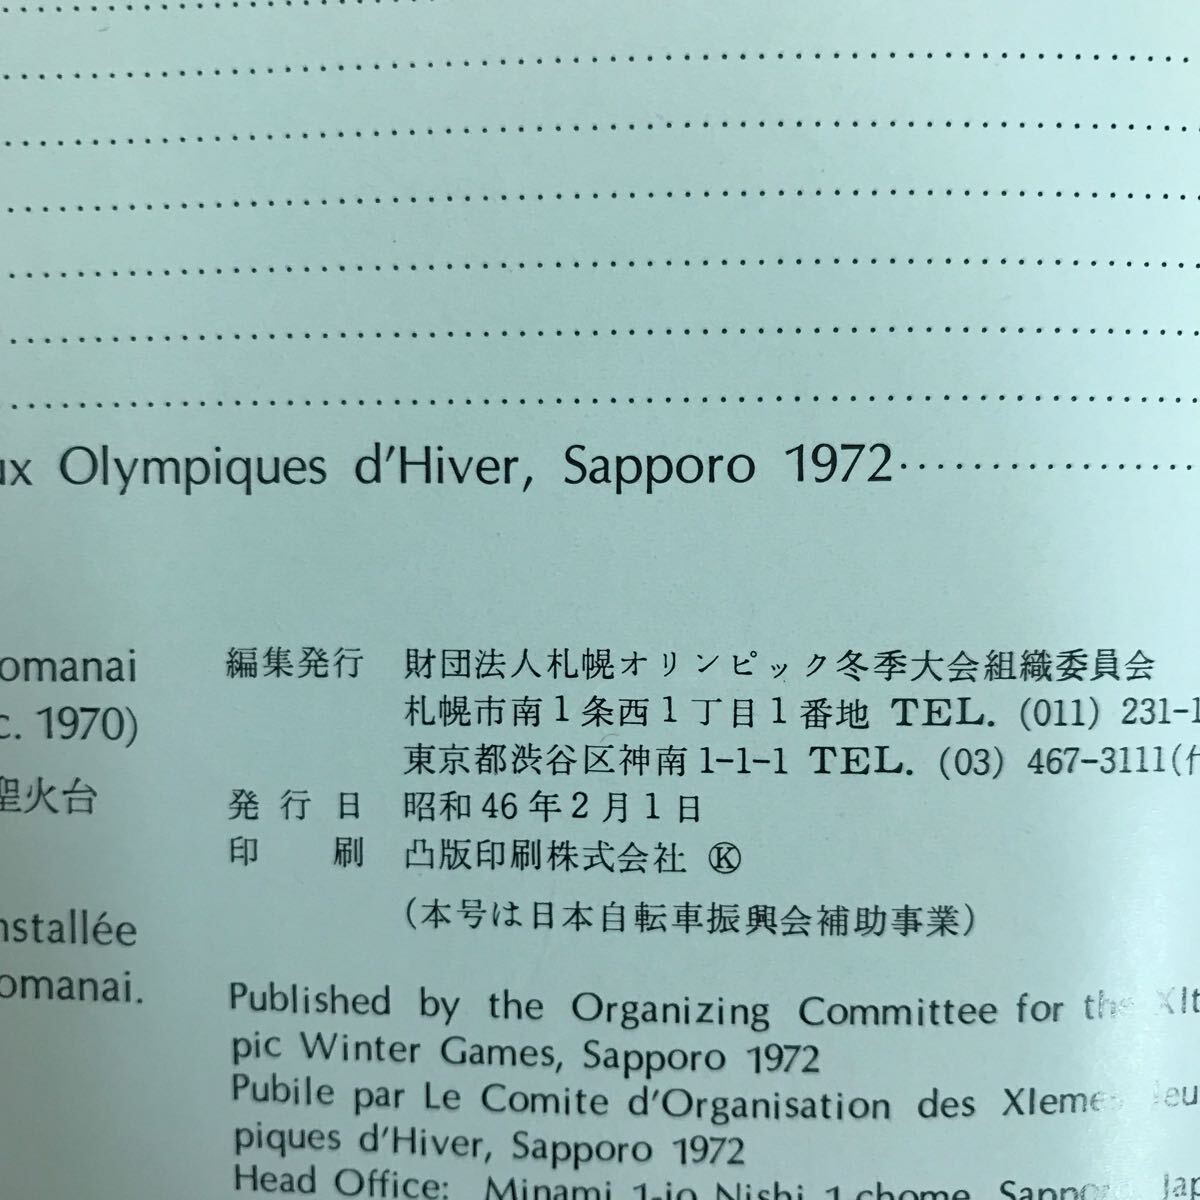 Olympiques d'Hiver, Sapporo 1972
omanai
c. 1970)
聖火台
nstallée
omanai.
編集発行 財団法人札幌オリンピック冬季大会組織委員会
札幌市南1条西1丁目1番地 TEL. (011) 231-1
東京都渋谷区神南1-1-1 TEL. (03) 467-3111(
発行日 昭和46年2月1日
印刷 凸版印刷株式会社 Ⓚ
(本号は日本自転車振興会補助事業)
Published by the Organizing Committee for the XIt
pic Winter Games, Sapporo 1972
Pubile par Le Comite d'Organisation des XIemes Jeu
piques d'Hiver, Sapporo 1972
Head Office: Minami 1-jo Nishi 1-chome, Sapporo, Jap